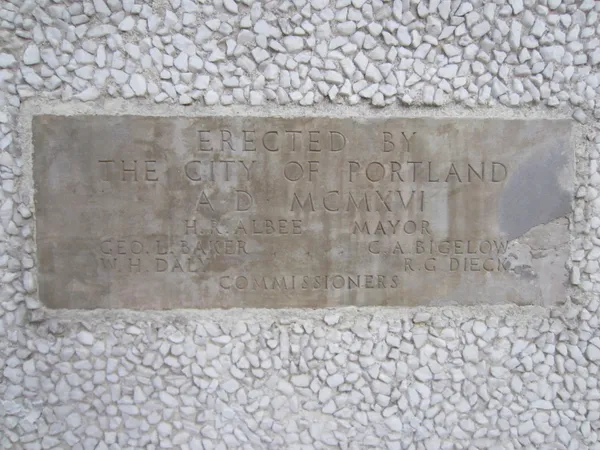 ERECTED BY
THE CITY OF PORTLAND
A D MCMXVI
H. R. ALBEE MAYOR
GEO. L. BAKER C. A. BIGELOW
W. H. DALY R. G. DIECK
COMMISSIONERS